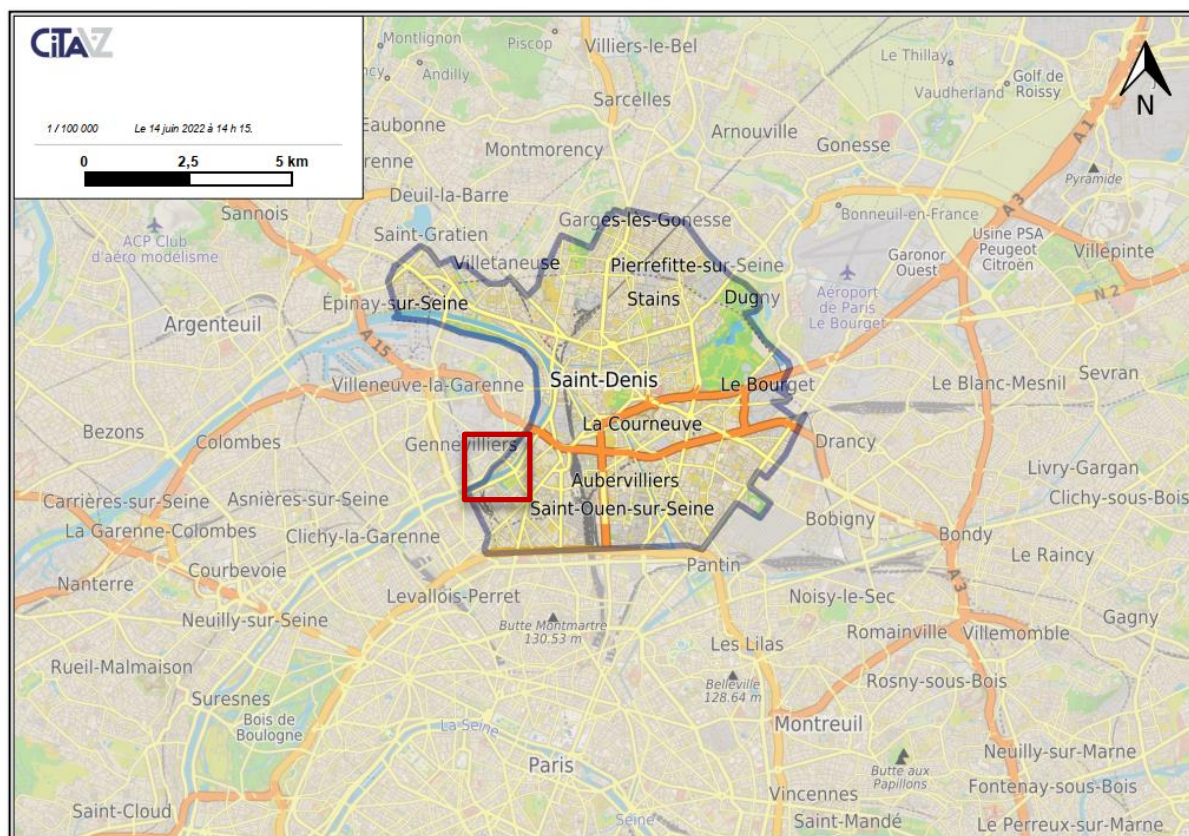 CiTAViZ
1 / 100 000 Le 14 juin 2022 à 14 h 15.
0 2,5 5 km
N
Montlignon
Piscop
Villiers-le-Bel
Le Thillay
Andilly
Golf de
Roissy
Vaudherland
Sarcelles
Eaubonne
Arnouville
Gonesse
A 1
Montmorency
Pyramide
Deuil-la-Barre
A 3
Sannois
Garges-lès-Gonesse
Bonneuil-en-France
ACP Club
d'aéro modélisme
Saint-Gratien
Usine PSA
Peugeot
Citroën
Garonor
Ouest
Villepinte
Villetaneuse
Pierrefitte-sur-Seine
Aéroport
de Paris
Le Bourget
N 2
Épinay-sur-Seine
Stains
Dugny
Argenteuil
A 15
Villeneuve-la-Garenne
Saint-Denis
Le Bourget
Le Blanc-Mesnil
Sevran
La Courneuve
Bezons
Colombes
Gennevilliers
Drancy
Livry-Gargan
Carrières-sur-Seine
Asnières-sur-Seine
Aubervilliers
Clichy-sous-Bois
Saint-Ouen-sur-Seine
Bobigny
La Garenne-Colombes
Clichy-la-Garenne
Bondy
Le Raincy
Nanterre
Courbevoie
Pantin
A 3
Levallois-Perret
Noisy-le-Sec
Gagny
Neuilly-sur-Seine
Butte Montmartre
130.53 m
Romainville
Villemomble
Les Lilas
Rueil-Malmaison
Rosny-sous-Bois
Suresnes
Belleville
128.64 m
Bois de
Boulogne
La Seine
Montreuil
Neuilly-sur-Marne
Paris
Butte aux
Papillons
Fontenay-sous-Bois
Vincennes
Saint-Cloud
Seine
Saint-Mandé
Le Perreux-sur-Marne